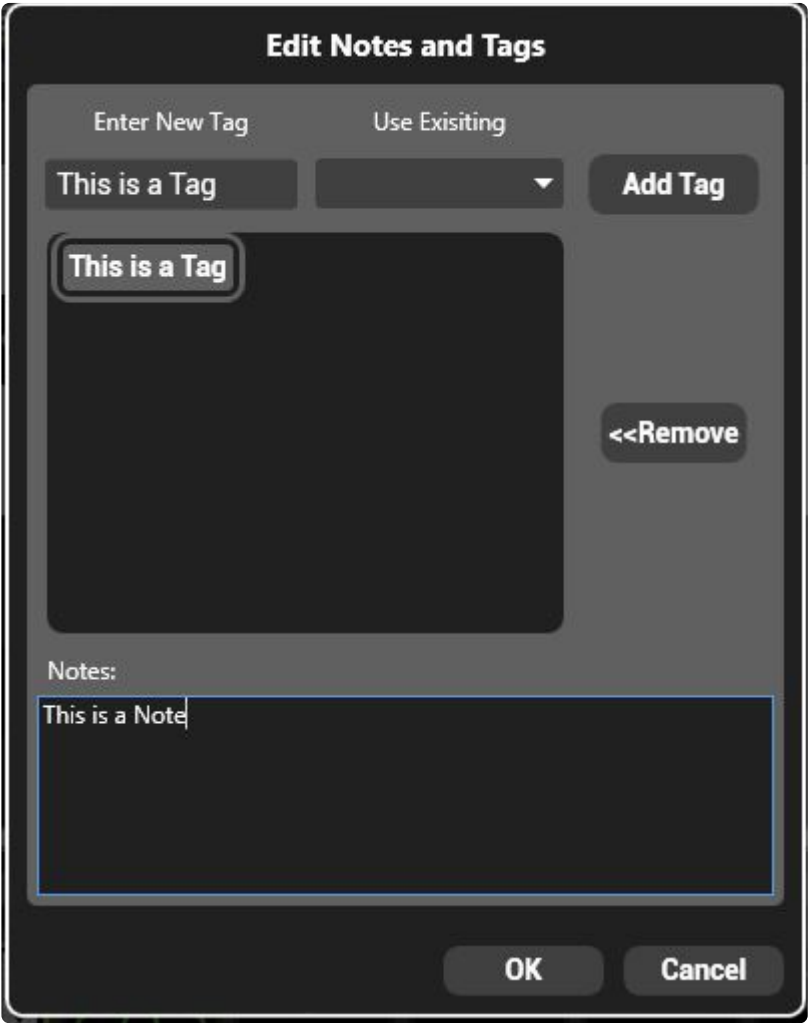 Edit Notes and Tags
Enter New Tag Use Exisiting
This is a Tag Add Tag
This is a Tag
<<Remove
Notes:
This is a Note
OK Cancel